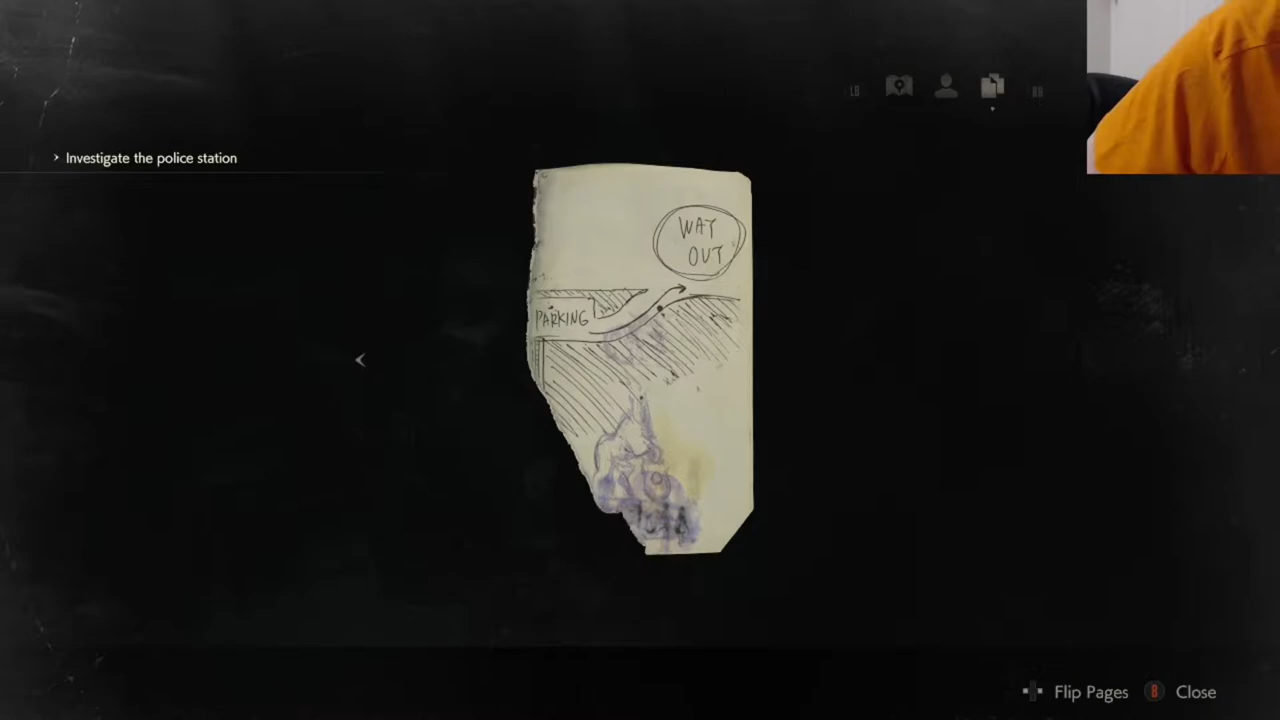 LB
RB
Investigate the police station
WAY
OUT
PARKING
Flip Pages
B
Close